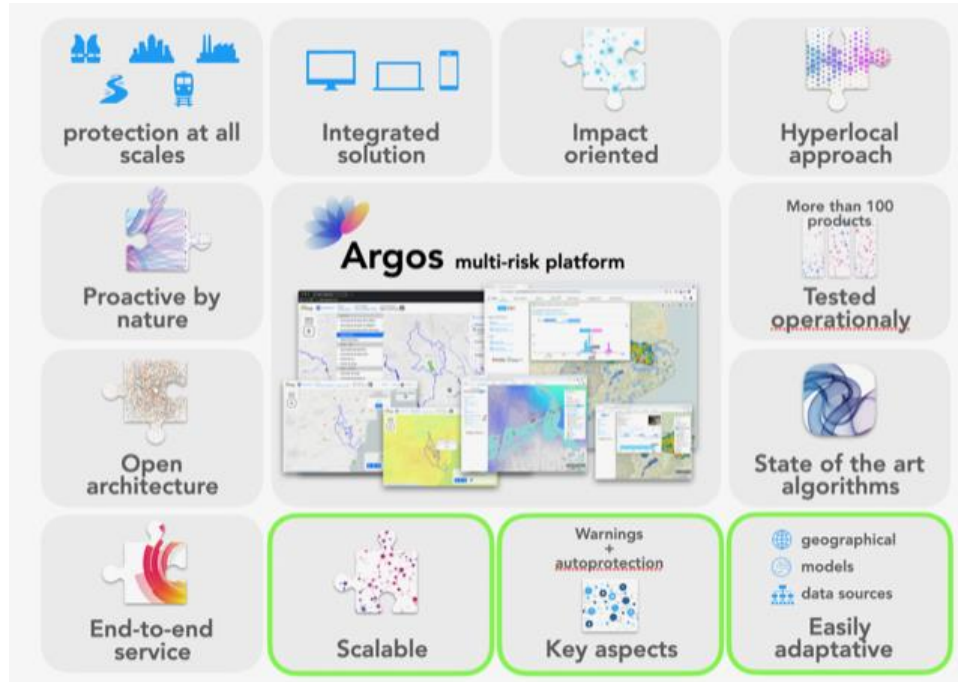 protection at all
scales
Integrated
solution
Impact
oriented
Hyperlocal
approach
Proactive by
nature
Argos multi-risk platform
More than 100
products
Tested
operationaly
Open
architecture
State of the art
algorithms
End-to-end
service
Scalable
Warnings
+
autoprotection
Key aspects
geographical
models
data sources
Easily
adaptative